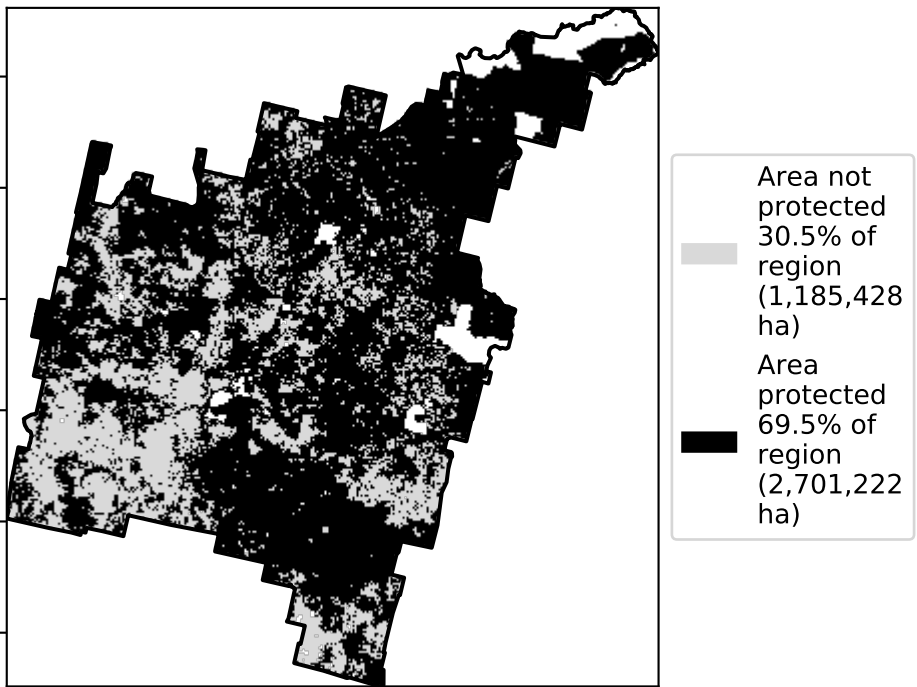 Area not
protected
30.5% of
region
(1,185,428
ha)
Area
protected
69.5% of
region
(2,701,222
ha)